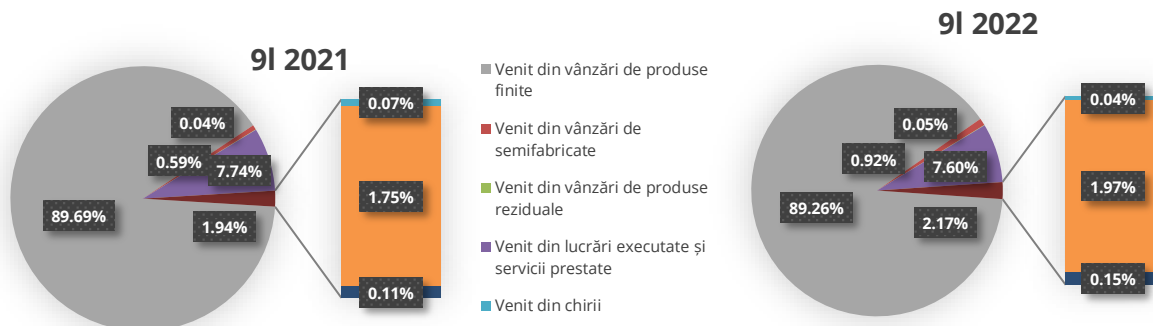 9l 2021
0.04%
0.59%
7.74%
89.69%
1.94%
0.07%
1.75%
0.11%
Venit din vânzări de produse
finite
Venit din vânzări de
semifabricate
Venit din vânzări de produse
reziduale
Venit din lucrări executate și
servicii prestate
Venit din chirii
9l 2022
0.05%
0.92%
7.60%
89.26%
2.17%
0.04%
1.97%
0.15%